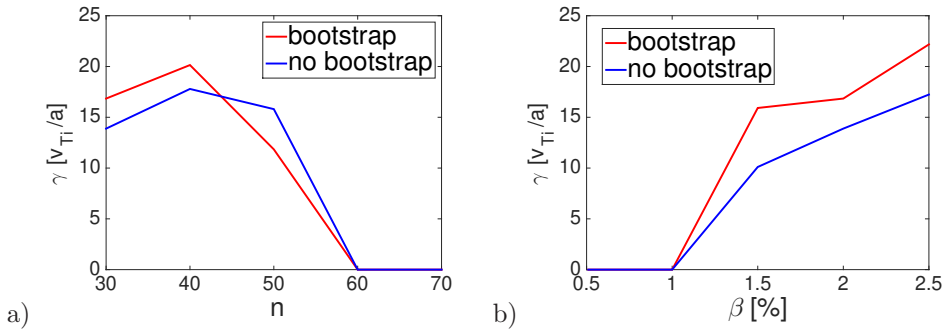 25
20
15
10
5
0
γ [v_Ti/a]
bootstrap
no bootstrap
30 40 50 60 70
n
a)
25
20
15
10
5
0
γ [v_Ti/a]
bootstrap
no bootstrap
0.5 1 1.5 2 2.5
β [%]
b)